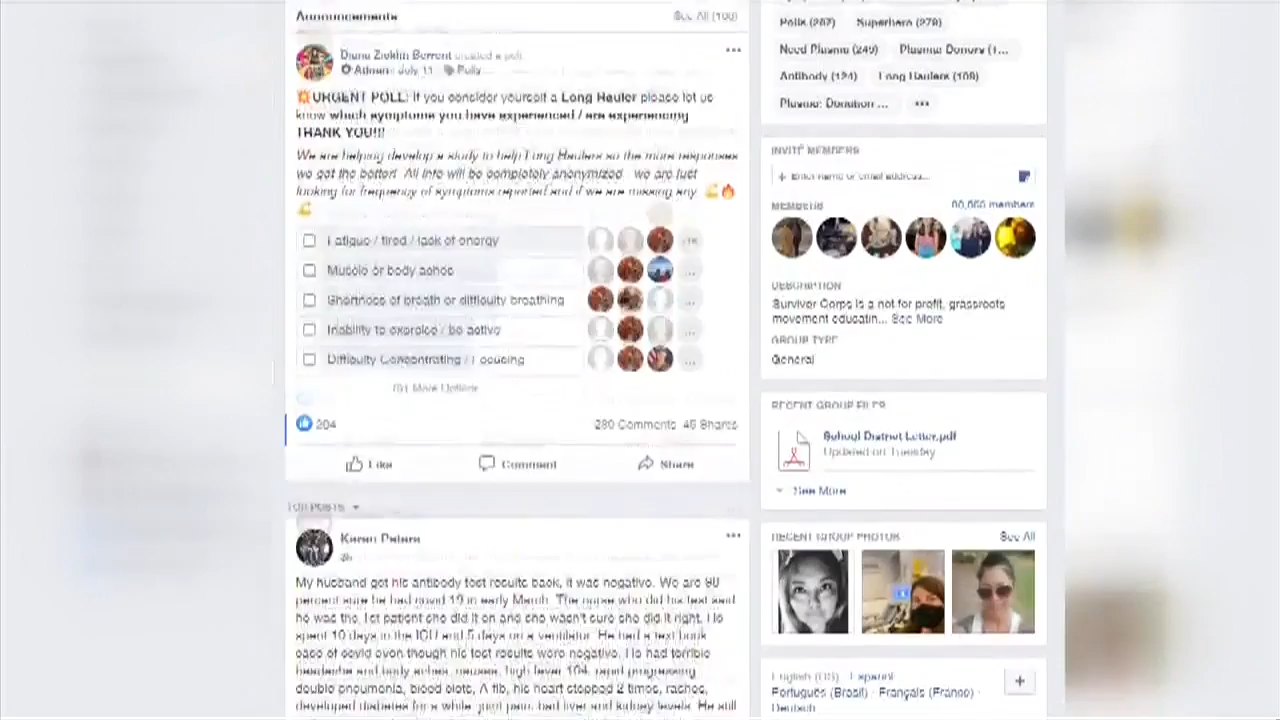 Announcements
See All (100)
Diana Zicklin Berrent created a poll.
Admin · July 11 · Polls
URGENT POLL: If you consider yourself a Long Hauler please let us
know which symptoms you have experienced / are experiencing
THANK YOU!!!
We are helping develop a study to help Long Haulers so the more responses
we get the better! All info will be completely anonymized - we are just
looking for frequency of symptoms reported and if we are missing any
Fatigue / tired / lack of energy
Muscle or body aches
Shortness of breath or difficulty breathing
Inability to exercise / be active
Difficulty Concentrating / Focusing
More Options
204
280 Comments 45 Shares
Like
Comment
Share
TOP POSTS
Karen Peters
My husband got his antibody test results back, it was negative. We are 90
percent sure he had covid 19 in early March. The nurse who did his test said
he was the 1st patient she did it on and she wasn't sure she did it right. He
spent 10 days in the ICU and 5 days on a ventilator. He had a text book
case of covid even though his test results were negative. He had terrible
headache and body aches, nausea, high fever 104, rapid progressing
double pneumonia, blood clots, A fib, his heart stopped 2 times, rashes,
developed diabetes for a while, joint pain, bad liver and kidney levels. He still
Polls (287)
Superhero (279)
Need Plasma (249)
Plasma Donors (1...
Antibody (124)
Long Haulers (108)
Plasma: Donation ...
INVITE MEMBERS
+ Enter name or email address...
MEMBERS
members
DESCRIPTION
Survivor Corps is a not for profit, grassroots
movement educatin... See More
GROUP TYPE
General
RECENT GROUP FILES
School District Letter.pdf
Updated on Tuesday
See More
RECENT GROUP PHOTOS
See All
English (US) · Español ·
Português (Brasil) · Français (France) ·
Deutsch